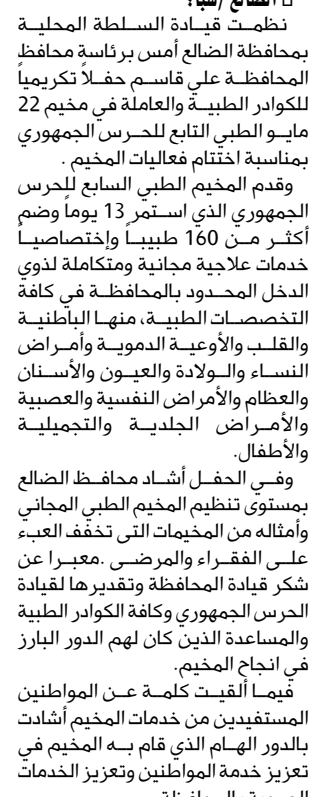 الضالع /سبأ:
نظمت قيادة السلطة المحلية
بمحافظة الضالع أمس برئاسة محافظ
المحافظة علي قاسم حفلاً تكريمياً
للكوادر الطبية والعاملة في مخيم 22
مايو الطبي التابع للحرس الجمهوري
بمناسبة اختتام فعاليات المخيم .
وقدم المخيم الطبي السابع للحرس
الجمهوري الذي استمر 13 يوماً وضم
أكثر من 160 طبيباً وإختصاصياً
خدمات علاجية مجانية ومتكاملة لذوي
الدخل المحدود بالمحافظة في كافة
التخصصات الطبية، منها الباطنية
والقلب والأوعية الدموية وأمراض
النساء والولادة والعيون والأسنان
والعظام والأمراض النفسية والعصبية
والأمراض الجلدية والتجميلية
والأطفال.
وفي الحفل أشاد محافظ الضالع
بمستوى تنظيم المخيم الطبي المجاني
وأمثاله من المخيمات التي تخفف العبء
على الفقراء والمرضى .معبرا عن
شكر قيادة المحافظة وتقديرها لقيادة
الحرس الجمهوري وكافة الكوادر الطبية
والمساعدة الذين كان لهم الدور البارز
في انجاح المخيم.
فيما ألقيت كلمة عن المواطنين
المستفيدين من خدمات المخيم أشادت
بالدور الهام الذي قام به المخيم في
تعزيز خدمة المواطنين وتعزيز الخدمات